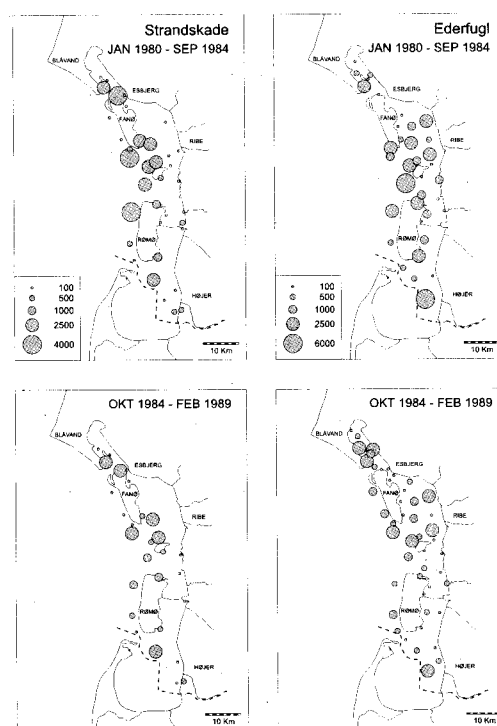 Strandskade
JAN 1980 - SEP 1984
BLÅVAND
ESBJERG
FANØ
RIBE
RØMØ
HØJER
100
500
1000
2500
4000
10 Km
Ederfugl
JAN 1980 - SEP 1984
BLÅVAND
ESBJERG
FANØ
RIBE
RØMØ
HØJER
100
500
1000
2500
6000
10 Km
OKT 1984 - FEB 1989
BLÅVAND
ESBJERG
FANØ
RIBE
RØMØ
HØJER
10 Km
OKT 1984 - FEB 1989
BLÅVAND
ESBJERG
FANØ
RIBE
RØMØ
HØJER
10 Km